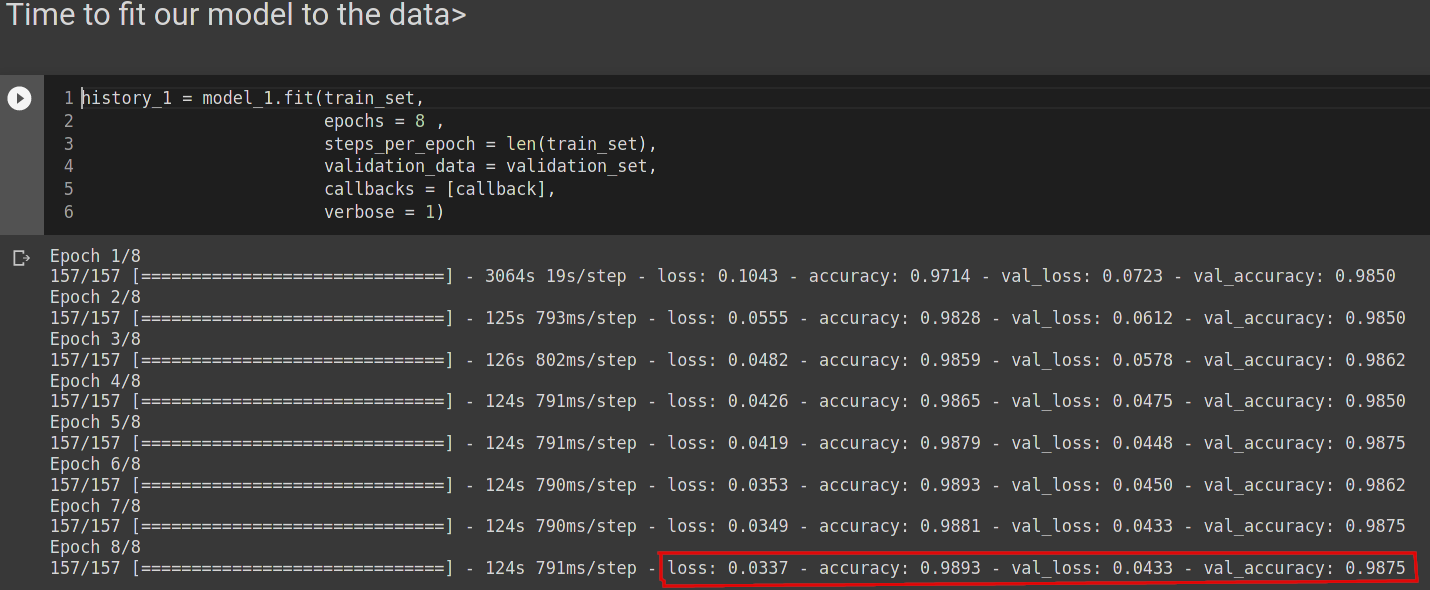 Time to fit our model to the data>
1 history_1 = model_1.fit(train_set,
2 epochs = 8 ,
3 steps_per_epoch = len(train_set),
4 validation_data = validation_set,
5 callbacks = [callback],
6 verbose = 1)
Epoch 1/8
157/157 [==============================] - 3064s 19s/step - loss: 0.1043 - accuracy: 0.9714 - val_loss: 0.0723 - val_accuracy: 0.9850
Epoch 2/8
157/157 [==============================] - 125s 793ms/step - loss: 0.0555 - accuracy: 0.9828 - val_loss: 0.0612 - val_accuracy: 0.9850
Epoch 3/8
157/157 [==============================] - 126s 802ms/step - loss: 0.0482 - accuracy: 0.9859 - val_loss: 0.0578 - val_accuracy: 0.9862
Epoch 4/8
157/157 [==============================] - 124s 791ms/step - loss: 0.0426 - accuracy: 0.9865 - val_loss: 0.0475 - val_accuracy: 0.9850
Epoch 5/8
157/157 [==============================] - 124s 791ms/step - loss: 0.0419 - accuracy: 0.9879 - val_loss: 0.0448 - val_accuracy: 0.9875
Epoch 6/8
157/157 [==============================] - 124s 790ms/step - loss: 0.0353 - accuracy: 0.9893 - val_loss: 0.0450 - val_accuracy: 0.9862
Epoch 7/8
157/157 [==============================] - 124s 790ms/step - loss: 0.0349 - accuracy: 0.9881 - val_loss: 0.0433 - val_accuracy: 0.9875
Epoch 8/8
157/157 [==============================] - 124s 791ms/step - loss: 0.0337 - accuracy: 0.9893 - val_loss: 0.0433 - val_accuracy: 0.9875